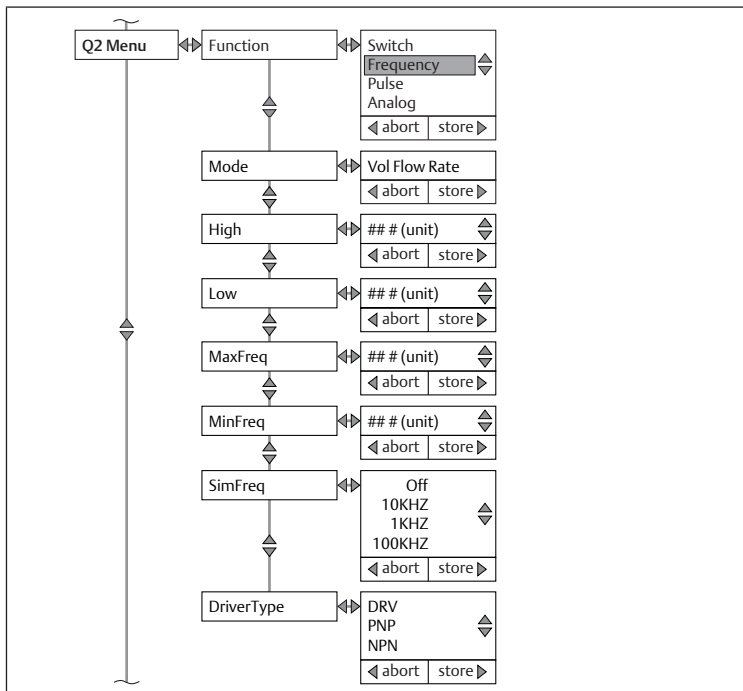 Q2 Menu Function Switch
Frequency
Pulse
Analog
abort store
Mode Vol Flow Rate
abort store
High ## # (unit)
abort store
Low ## # (unit)
abort store
MaxFreq ## # (unit)
abort store
MinFreq ## # (unit)
abort store
SimFreq Off
10KHZ
1KHZ
100KHZ
abort store
DriverType DRV
PNP
NPN
abort store